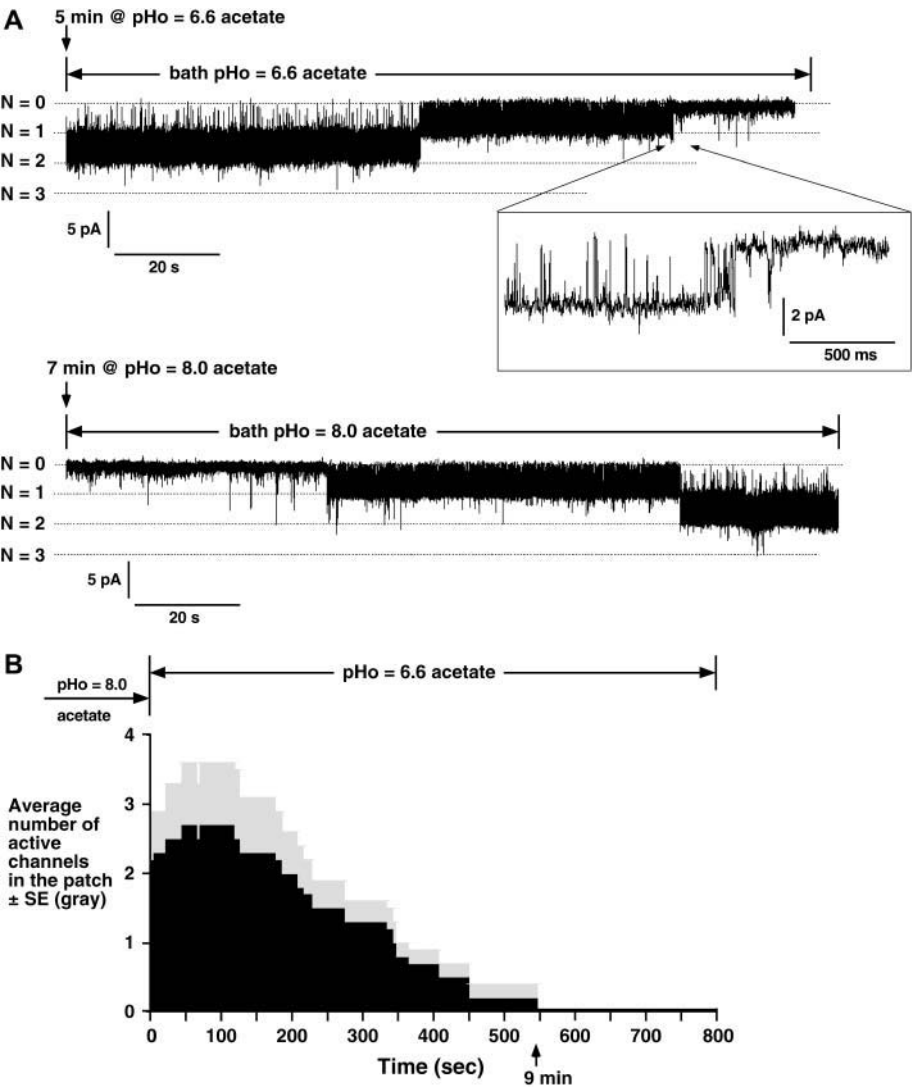 A
5 min @ pHo = 6.6 acetate
bath pHo = 6.6 acetate
N = 0
N = 1
N = 2
N = 3
5 pA
20 s
2 pA
500 ms
7 min @ pHo = 8.0 acetate
bath pHo = 8.0 acetate
N = 0
N = 1
N = 2
N = 3
5 pA
20 s
B
pHo = 6.6 acetate
pHo = 8.0
acetate
4
3
2
1
0
Average
number of
active
channels
in the patch
± SE (gray)
0 100 200 300 400 500 600 700 800
Time (sec)
9 min